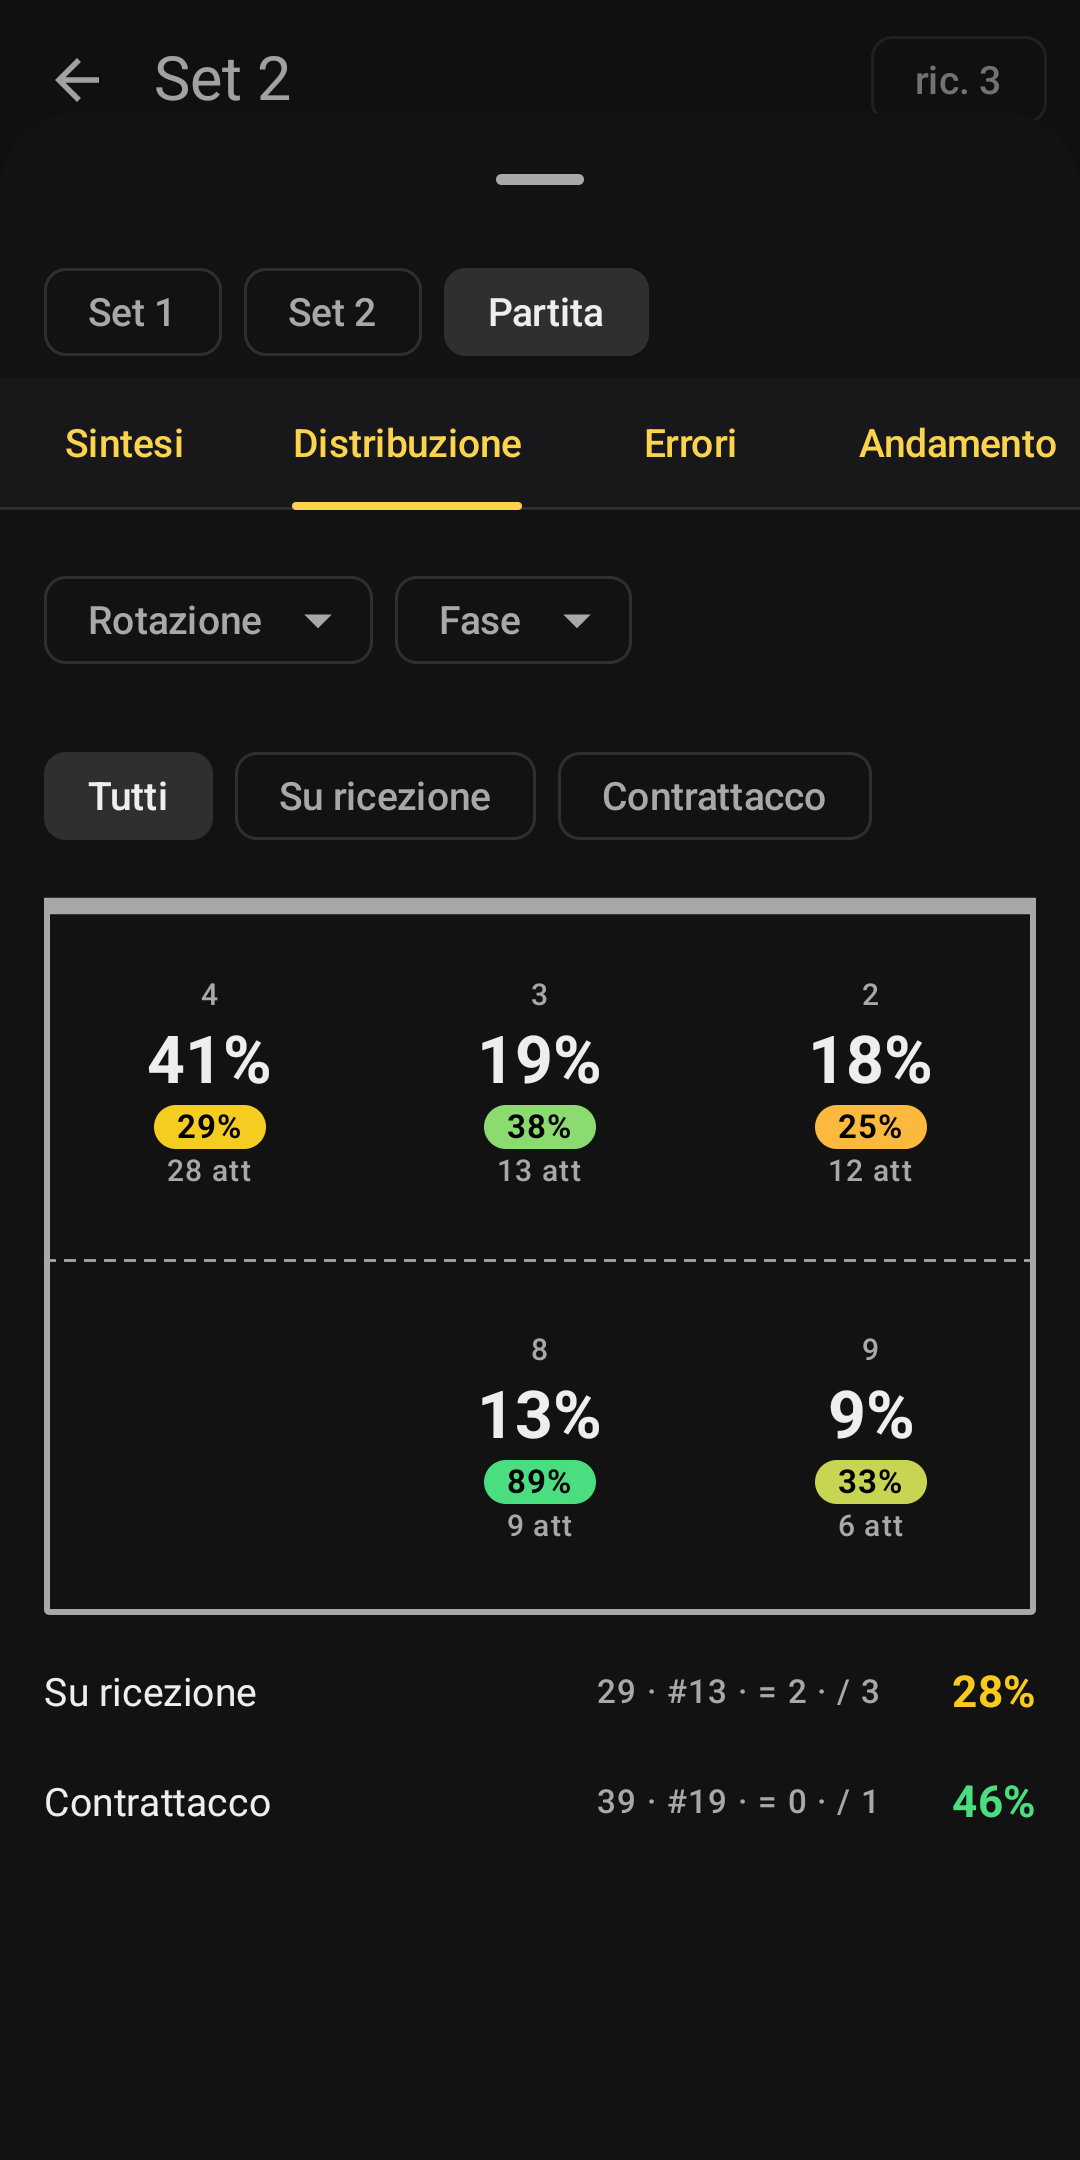 Set 2
ric. 3
Set 1 Set 2 Partita
Sintesi Distribuzione Errori Andamento
Rotazione Fase
Tutti Su ricezione Contrattacco
4 3 2
41% 19% 18%
29% 38% 25%
28 att 13 att 12 att
8 9
13% 9%
89% 33%
9 att 6 att
Su ricezione 29 · #13 · = 2 · / 3 28%
Contrattacco 39 · #19 · = 0 · / 1 46%